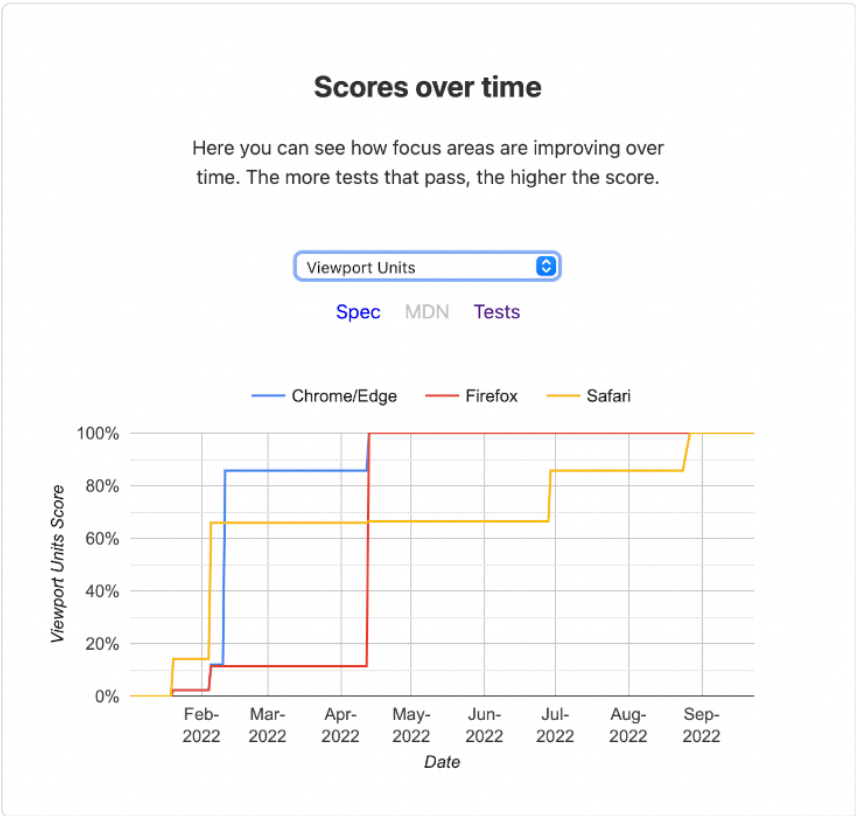 Scores over time
Here you can see how focus areas are improving over
time. The more tests that pass, the higher the score.
Viewport Units
Spec MDN Tests
Chrome/Edge Firefox Safari
Viewport Units Score
100%
80%
60%
40%
20%
0%
Feb- Mar- Apr- May- Jun- Jul- Aug- Sep-
2022 2022 2022 2022 2022 2022 2022 2022
Date